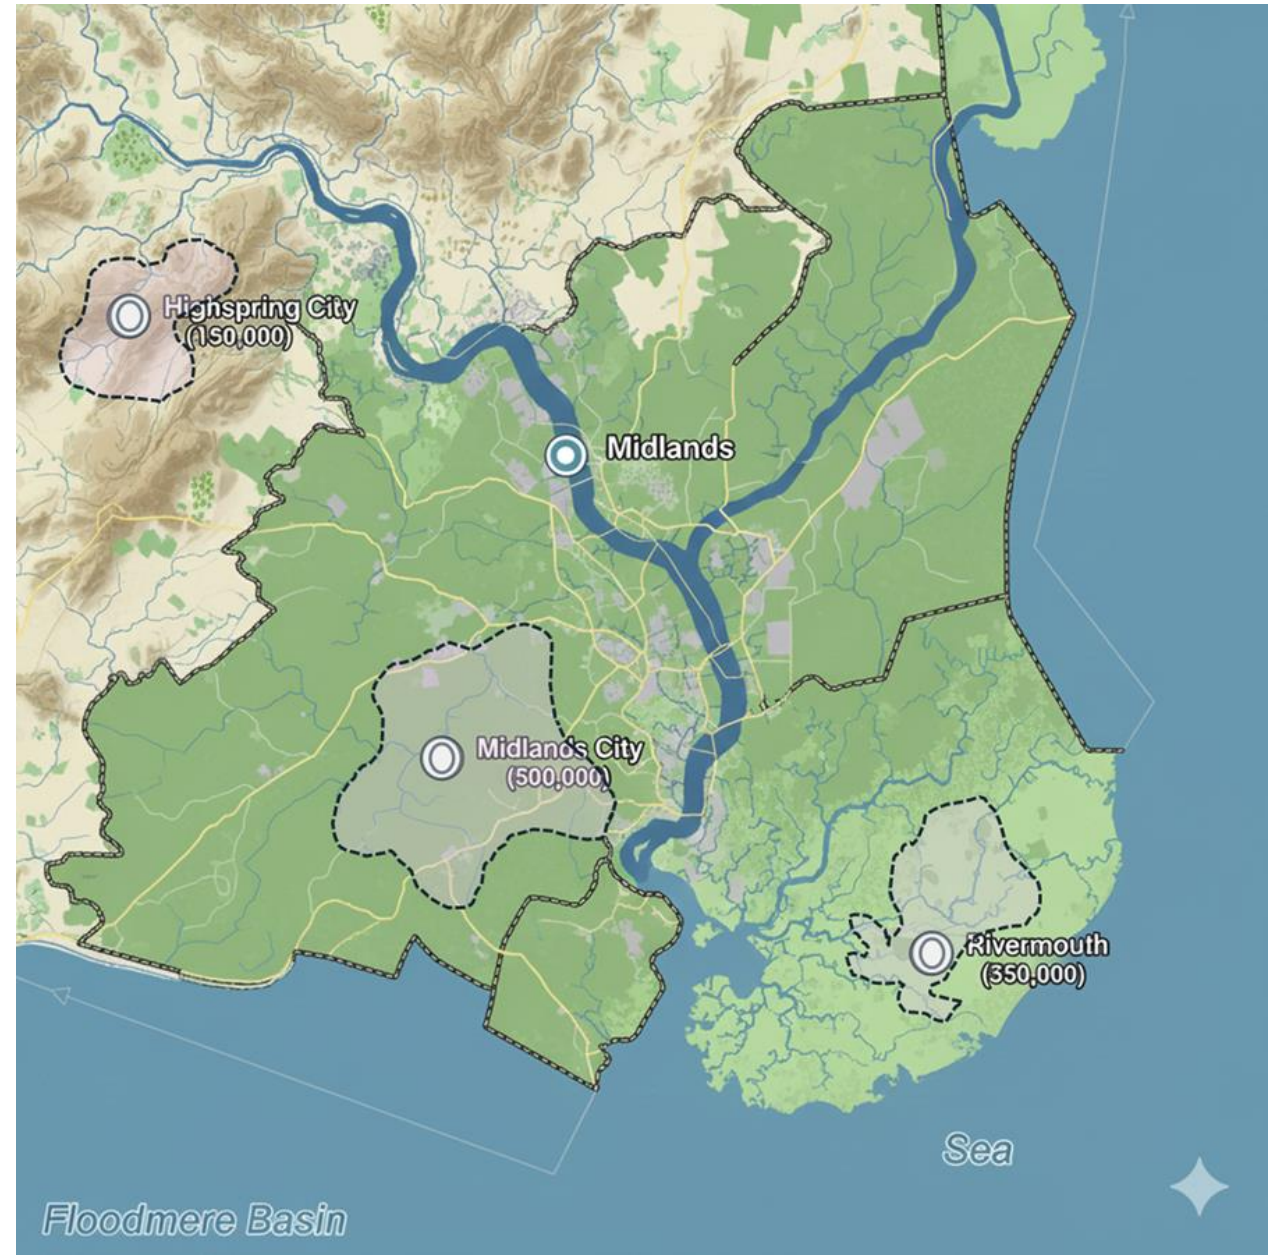 Highspring City
(150,000)
Midlands
Midlands City
(500,000)
Rivermouth
(350,000)
Sea
Floodmere Basin